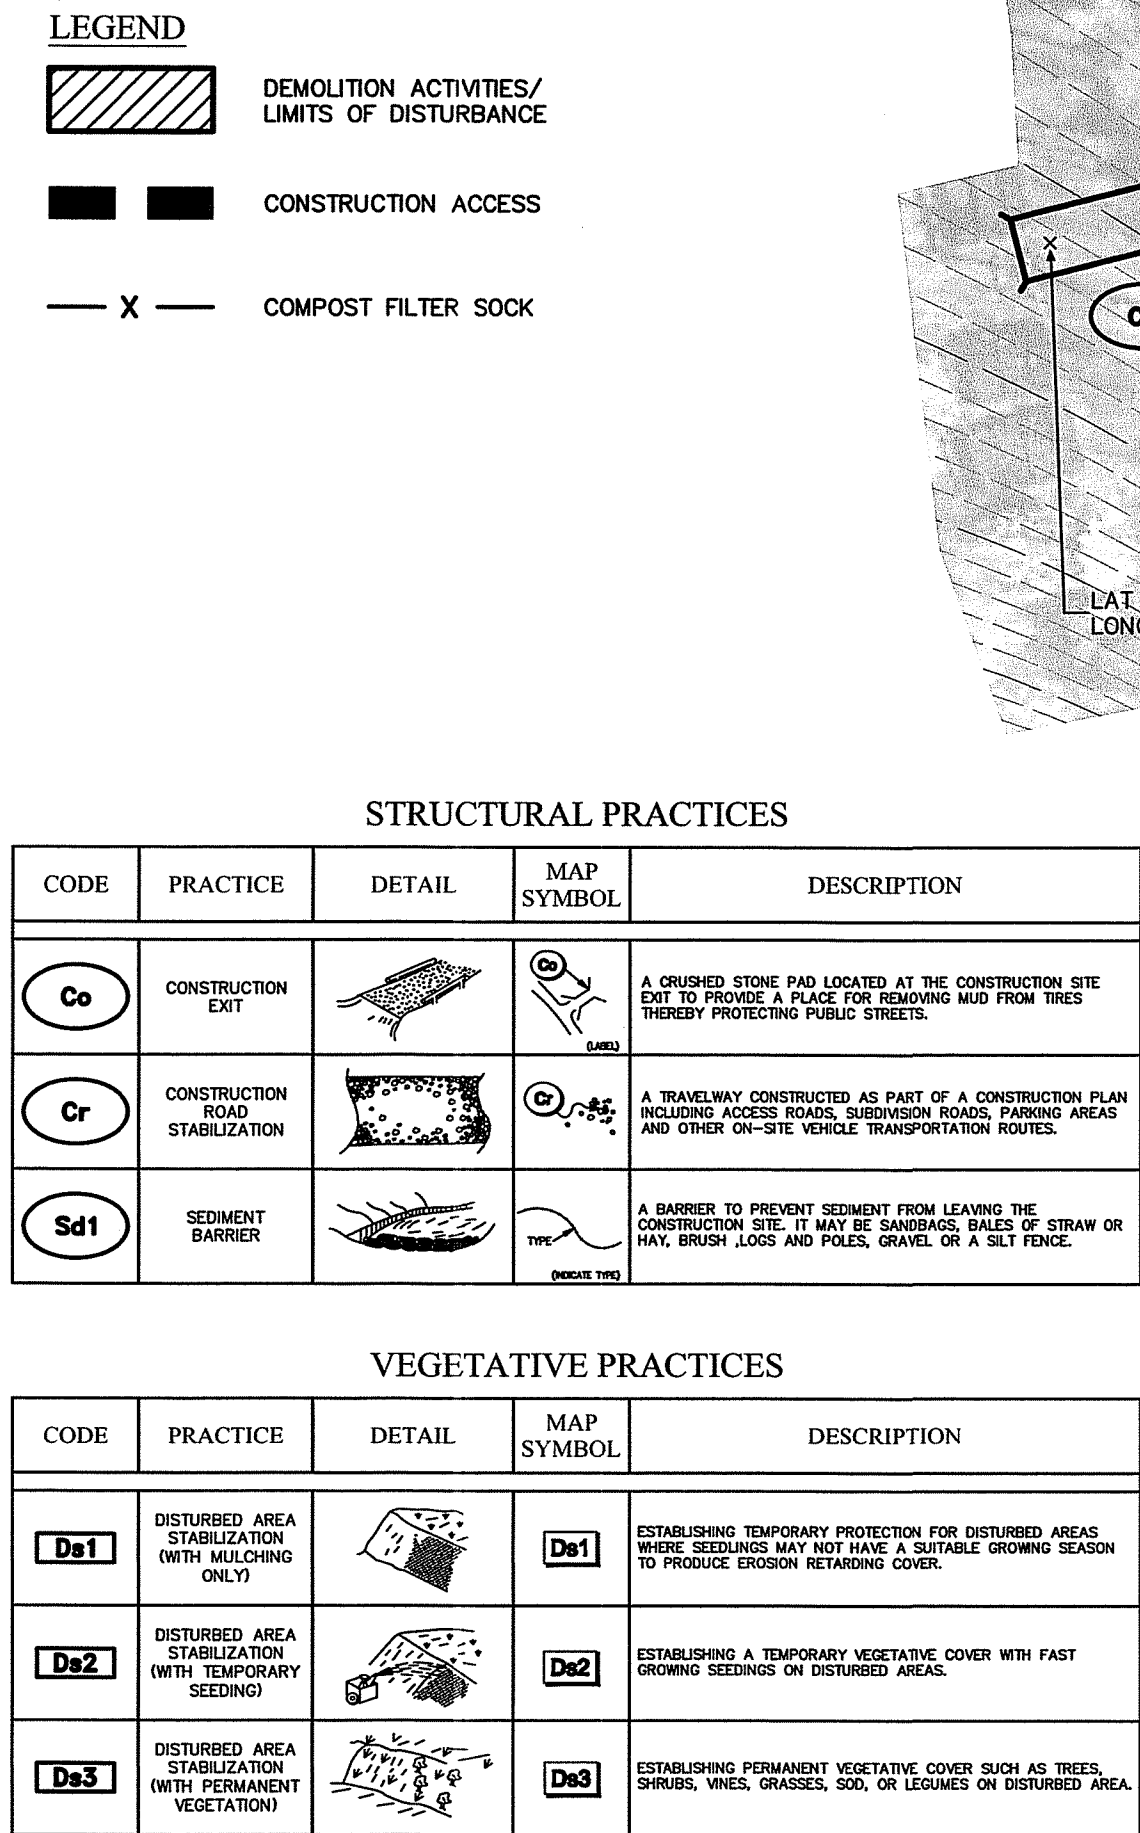 LEGEND
DEMOLITION ACTIVITIES/
LIMITS OF DISTURBANCE
CONSTRUCTION ACCESS
X
COMPOST FILTER SOCK
LAT
STRUCTURAL PRACTICES
CODE
PRACTICE
DETAIL
MAP
SYMBOL
DESCRIPTION
Co
CONSTRUCTION
EXIT
Co
(LABEL)
A CRUSHED STONE PAD LOCATED AT THE CONSTRUCTION SITE
EXIT TO PROVIDE A PLACE FOR REMOVING MUD FROM TIRES
THEREBY PROTECTING PUBLIC STREETS.
Cr
CONSTRUCTION
ROAD
STABILIZATION
Cr
A TRAVELWAY CONSTRUCTED AS PART OF A CONSTRUCTION PLAN
INCLUDING ACCESS ROADS, SUBDIVISION ROADS, PARKING AREAS
AND OTHER ON-SITE VEHICLE TRANSPORTATION ROUTES.
Sd1
SEDIMENT
BARRIER
TYPE
(INDICATE TYPE)
A BARRIER TO PREVENT SEDIMENT FROM LEAVING THE
CONSTRUCTION SITE. IT MAY BE SANDBAGS, BALES OF STRAW OR
HAY, BRUSH ,LOGS AND POLES, GRAVEL OR A SILT FENCE.
VEGETATIVE PRACTICES
CODE
PRACTICE
DETAIL
MAP
SYMBOL
DESCRIPTION
Ds1
DISTURBED AREA
STABILIZATION
(WITH MULCHING
ONLY)
Ds1
ESTABLISHING TEMPORARY PROTECTION FOR DISTURBED AREAS
WHERE SEEDLINGS MAY NOT HAVE A SUITABLE GROWING SEASON
TO PRODUCE EROSION RETARDING COVER.
Ds2
DISTURBED AREA
STABILIZATION
(WITH TEMPORARY
SEEDING)
Ds2
ESTABLISHING A TEMPORARY VEGETATIVE COVER WITH FAST
GROWING SEEDINGS ON DISTURBED AREAS.
Ds3
DISTURBED AREA
STABILIZATION
(WITH PERMANENT
VEGETATION)
Ds3
ESTABLISHING PERMANENT VEGETATIVE COVER SUCH AS TREES,
SHRUBS, VINES, GRASSES, SOD, OR LEGUMES ON DISTURBED AREA.